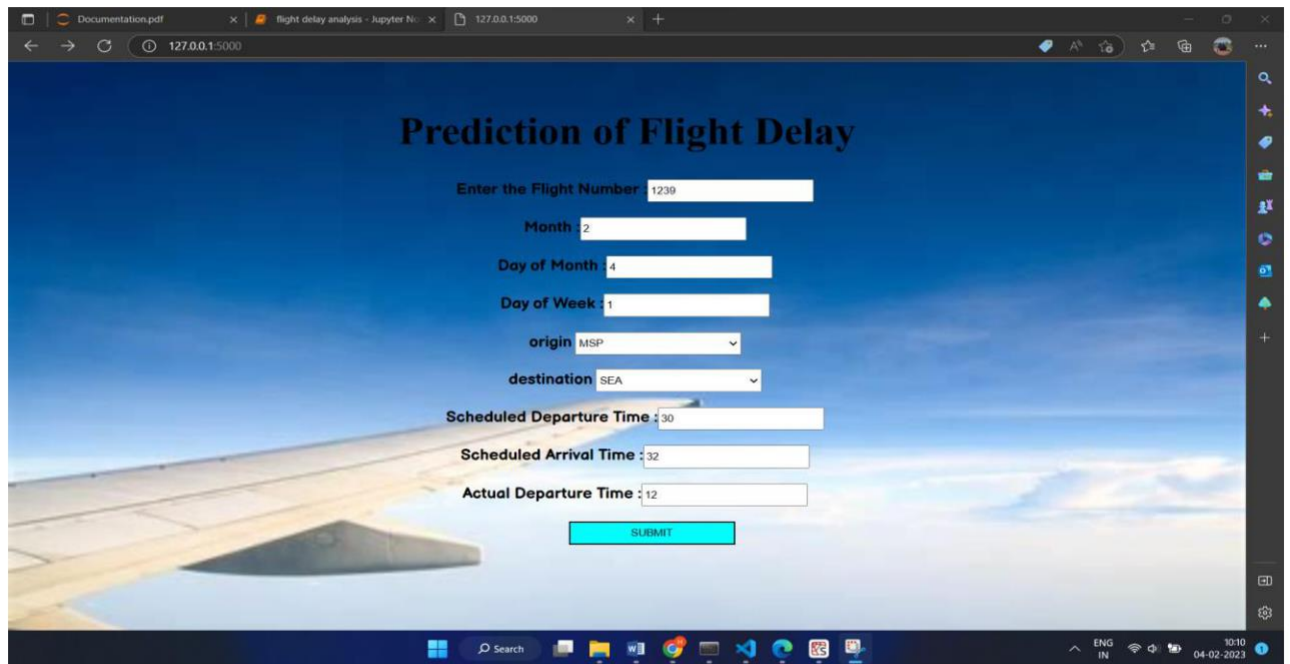 Documentation.pdf
flight delay analysis - Jupyter No
127.0.0.1:5000
127.0.0.1:5000
Prediction of Flight Delay
Enter the Flight Number : 1239
Month : 2
Day of Month : 4
Day of Week : 1
origin MSP
destination SEA
Scheduled Departure Time : 30
Scheduled Arrival Time : 32
Actual Departure Time : 12
SUBMIT
Search
ENG
IN
10:10
04-02-2023
1